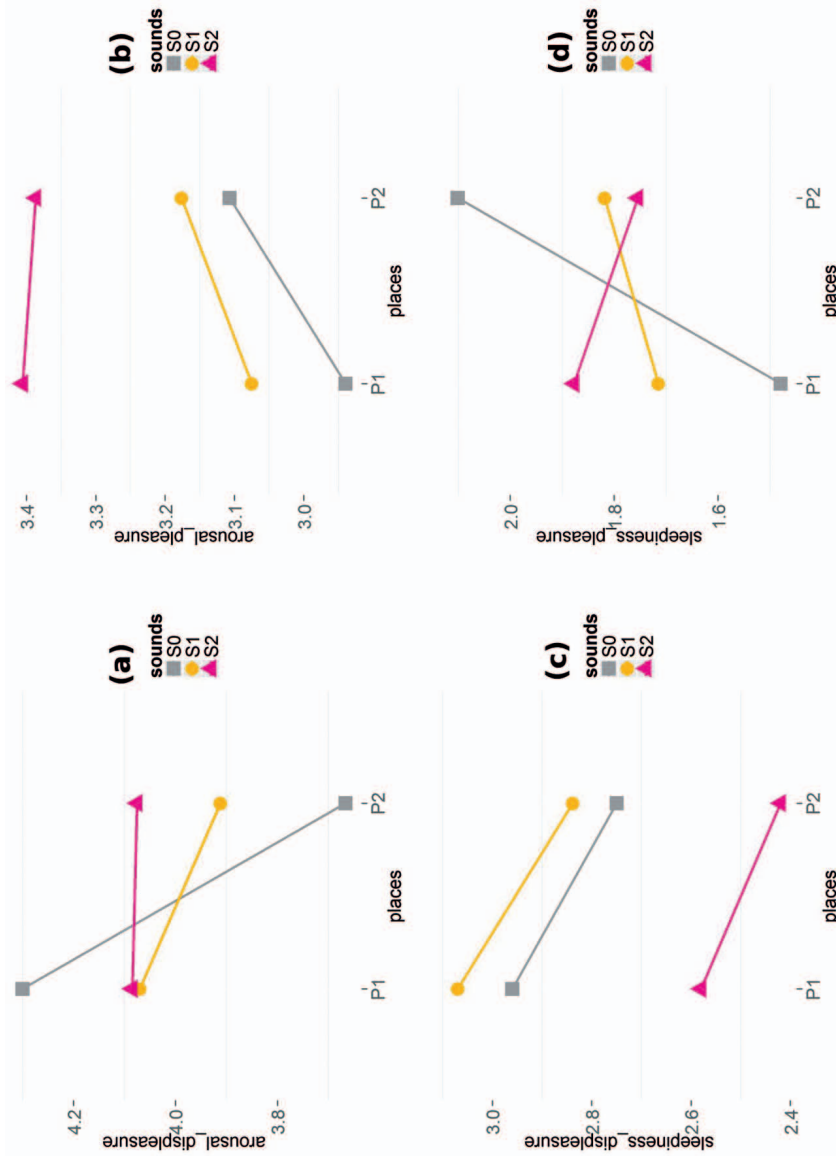 (a)
arousal_displeasure
4.2
4.0
3.8
P1
P2
places
sounds
S0
S1
S2
(b)
arousal_pleasure
3.4
3.3
3.2
3.1
3.0
P1
P2
places
sounds
S0
S1
S2
(c)
sleepiness_displeasure
3.0
2.8
2.6
2.4
P1
P2
places
sounds
S0
S1
S2
(d)
sleepiness_pleasure
2.0
1.8
1.6
P1
P2
places
sounds
S0
S1
S2